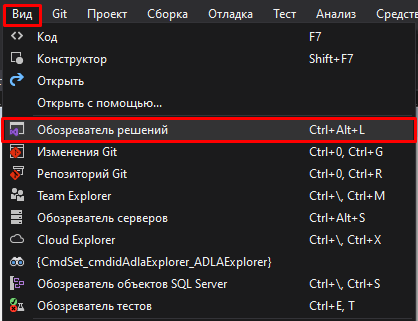 Вид Git Проект Сборка Отладка Тест Анализ Средств
Код F7
Конструктор Shift+F7
Открыть
Открыть с помощью...
Обозреватель решений Ctrl+Alt+L
Изменения Git Ctrl+0, Ctrl+G
Репозиторий Git Ctrl+0, Ctrl+R
Team Explorer Ctrl+\, Ctrl+M
Обозреватель серверов Ctrl+Alt+S
Cloud Explorer Ctrl+\, Ctrl+X
{CmdSet_cmdidAdlaExplorer_ADLAExplorer}
Обозреватель объектов SQL Server Ctrl+\, Ctrl+S
Обозреватель тестов Ctrl+E, T